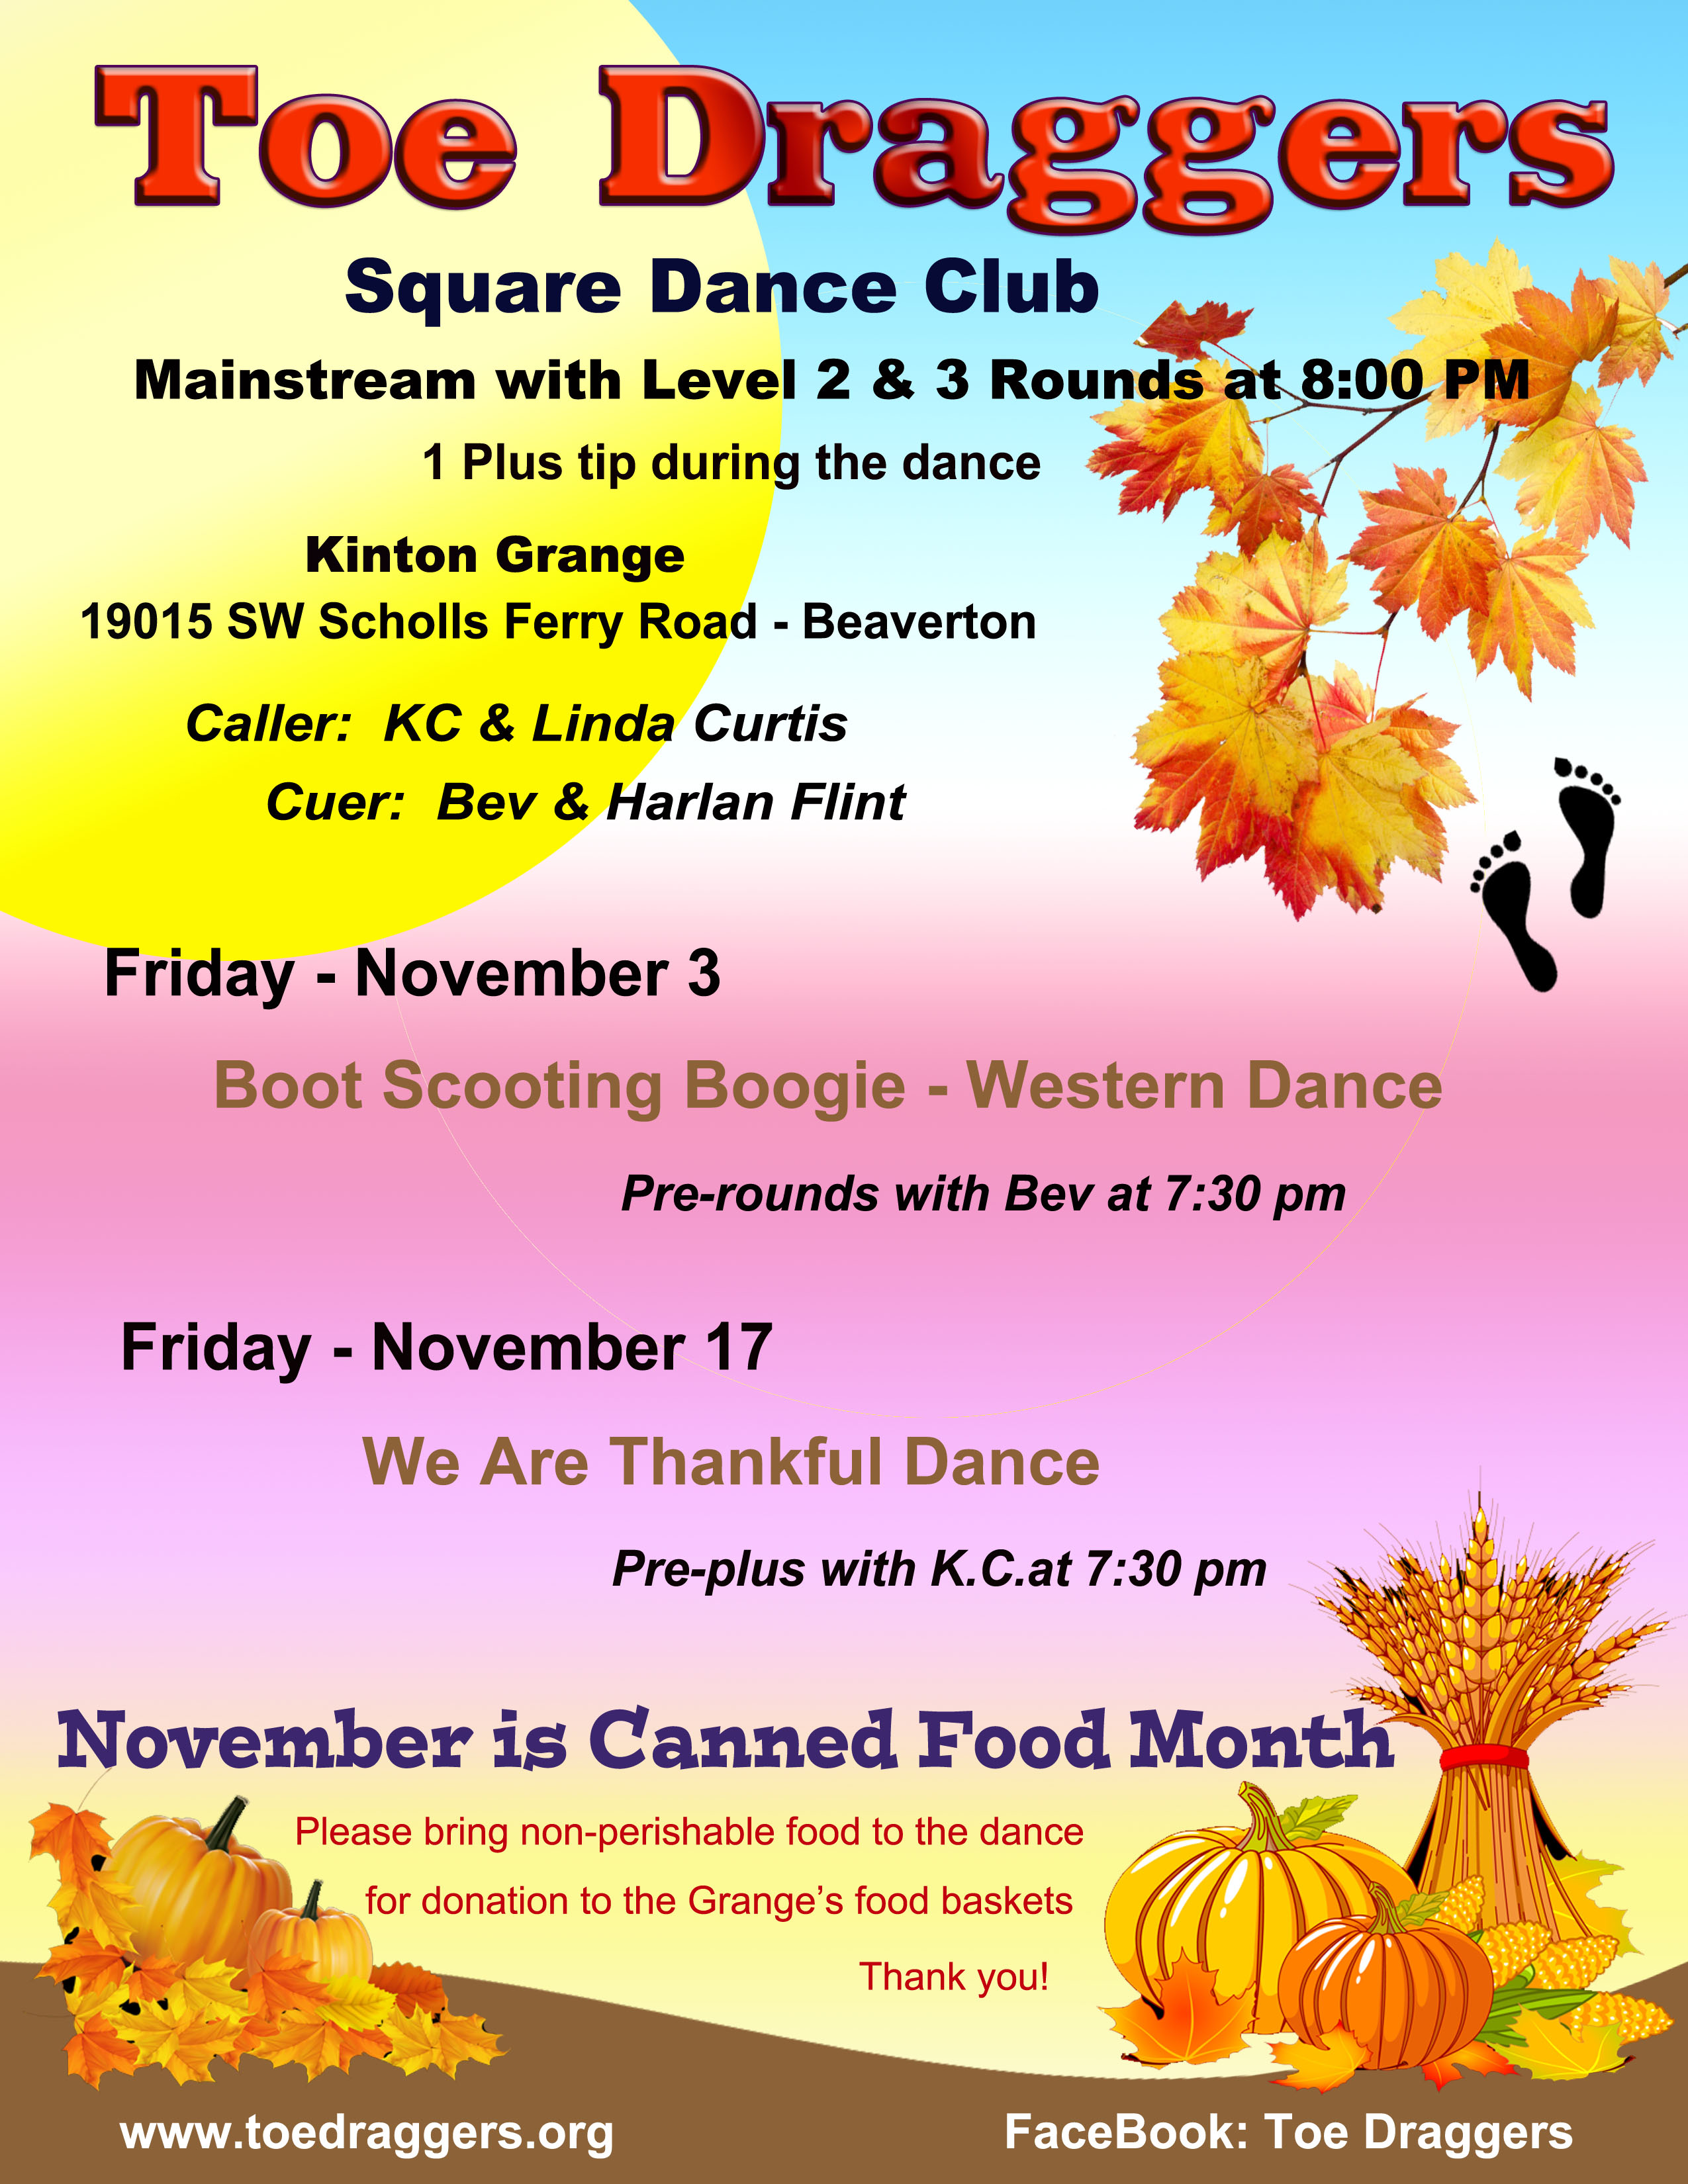 Toe Draggers
Square Dance Club
Mainstream with Level 2 & 3 Rounds at 8:00 PM
1 Plus tip during the dance
Kinton Grange
19015 SW Scholls Ferry Road - Beaverton
Caller:  KC & Linda Curtis
Cuer:  Bev & Harlan Flint
Friday - November 3
Boot Scooting Boogie - Western Dance
Pre-rounds with Bev at 7:30 pm
Friday - November 17
We Are Thankful Dance
Pre-plus with K.C.at 7:30 pm
November is Canned Food Month
Please bring non-perishable food to the dance
for donation to the Grange’s food baskets
Thank you!
www.toedraggers.org
FaceBook: Toe Draggers